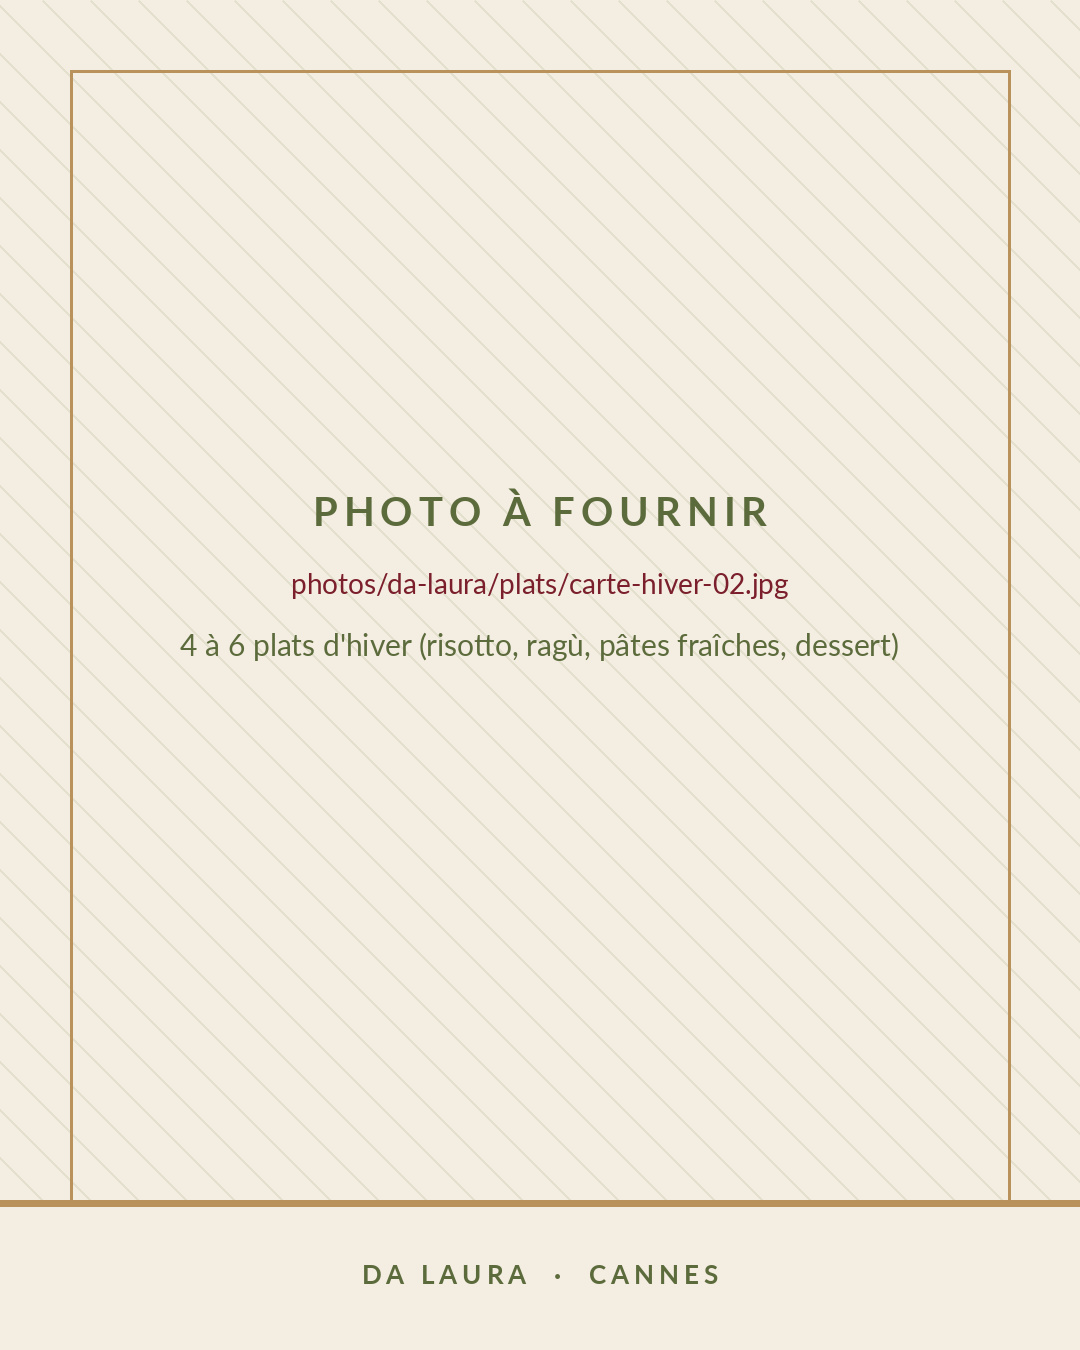 PHOTO À FOURNIR
photos/da-laura/plats/carte-hiver-02.jpg
4 à 6 plats d'hiver (risotto, ragù, pâtes fraîches, dessert)
DA LAURA · CANNES